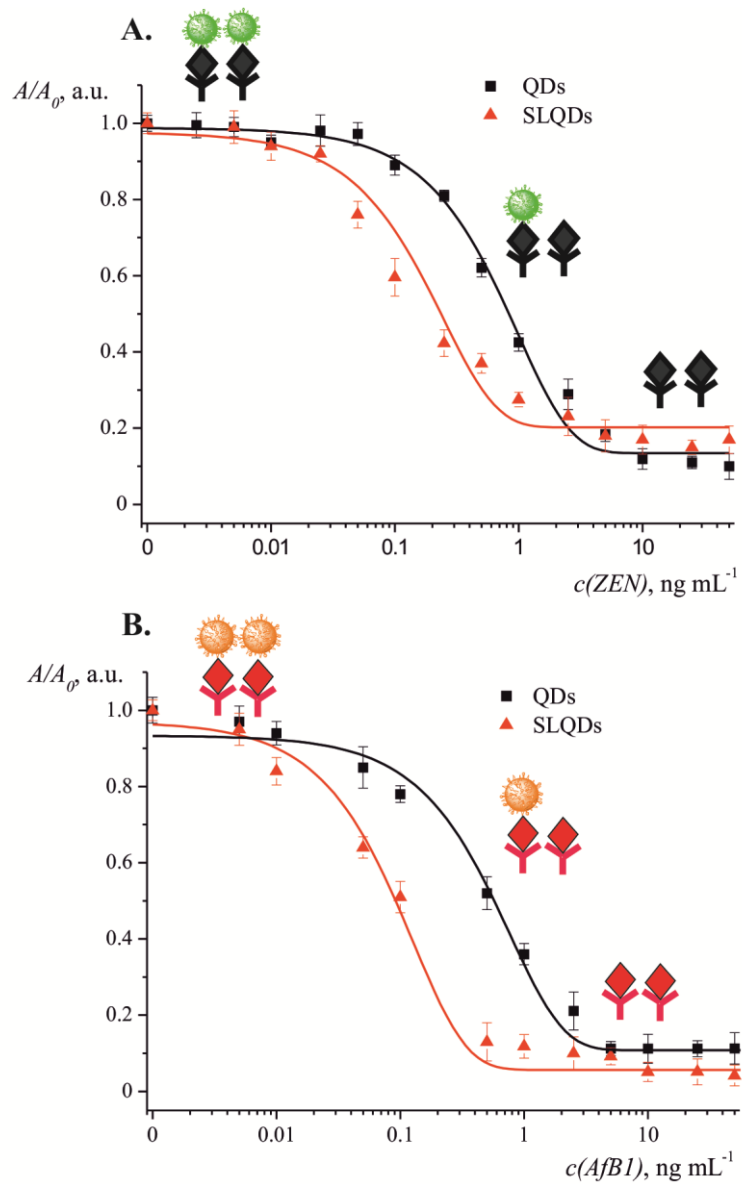 A.
A/A0, a.u.
QDs
SLQDs
1.0
0.8
0.6
0.4
0.2
0
0 0.01 0.1 1 10
c(ZEN), ng mL-1
B.
A/A0, a.u.
QDs
SLQDs
1.0
0.8
0.6
0.4
0.2
0
0 0.01 0.1 1 10
c(AfB1), ng mL-1